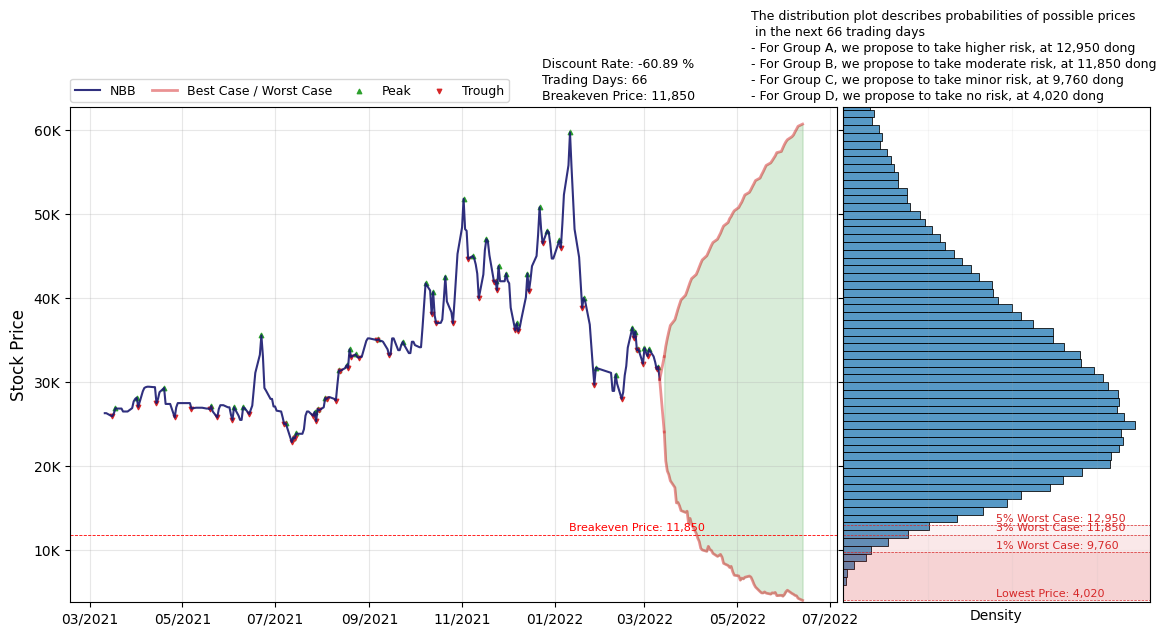 The distribution plot describes probabilities of possible prices
in the next 66 trading days
- For Group A, we propose to take higher risk, at 12,950 dong
- For Group B, we propose to take moderate risk, at 11,850 dong
- For Group C, we propose to take minor risk, at 9,760 dong
- For Group D, we propose to take no risk, at 4,020 dong
Discount Rate: -60.89 %
Trading Days: 66
Breakeven Price: 11,850
NBB
Best Case / Worst Case
Peak
Trough
Stock Price
60K
50K
40K
30K
20K
10K
Breakeven Price: 11,850
03/2021
05/2021
07/2021
09/2021
11/2021
01/2022
03/2022
05/2022
07/2022
5% Worst Case: 12,950
3% Worst Case: 11,850
1% Worst Case: 9,760
Lowest Price: 4,020
Density